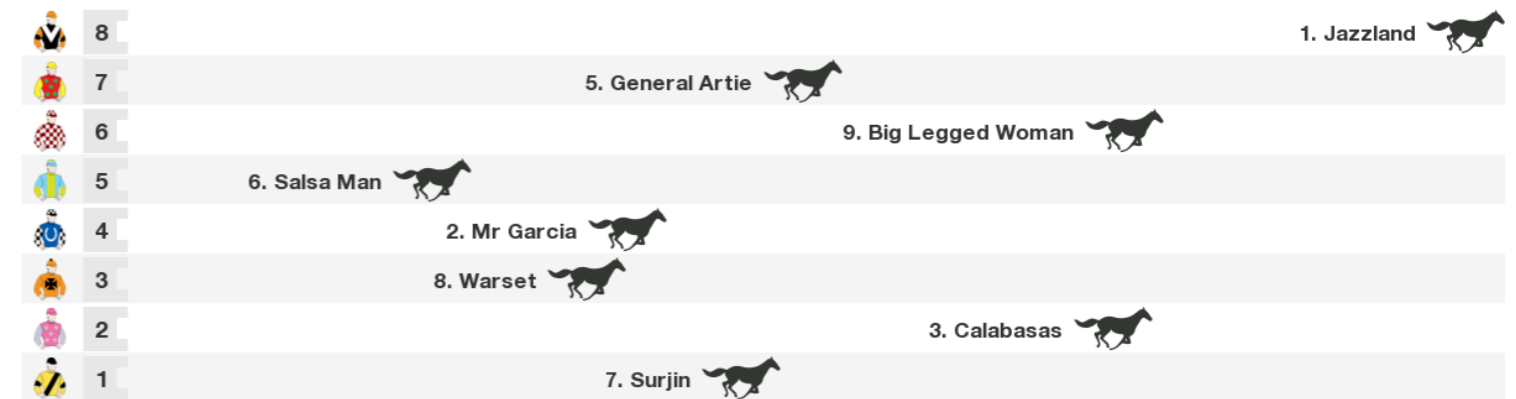 8 1. Jazzland
7 5. General Artie
6 9. Big Legged Woman
5 6. Salsa Man
4 2. Mr Garcia
3 8. Warset
2 3. Calabasas
1 7. Surjin